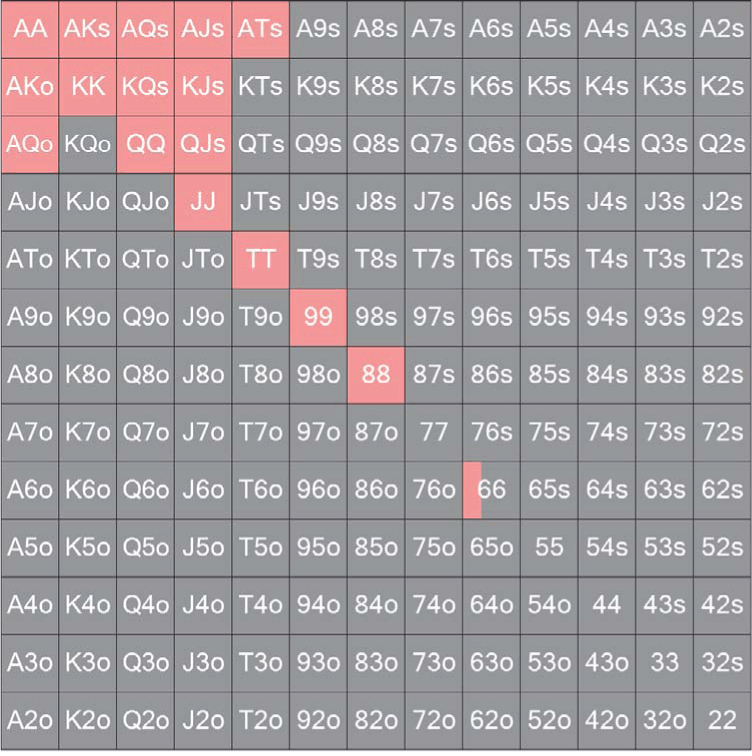 AA AKs AQs AJs ATs A9s A8s A7s A6s A5s A4s A3s A2s
AKo KK KQs KJs KTs K9s K8s K7s K6s K5s K4s K3s K2s
AQo KQo QQ QJs QTs Q9s Q8s Q7s Q6s Q5s Q4s Q3s Q2s
AJo KJo QJo JJ JTs J9s J8s J7s J6s J5s J4s J3s J2s
ATo KTo QTo JTo TT T9s T8s T7s T6s T5s T4s T3s T2s
A9o K9o Q9o J9o T9o 99 98s 97s 96s 95s 94s 93s 92s
A8o K8o Q8o J8o T8o 98o 88 87s 86s 85s 84s 83s 82s
A7o K7o Q7o J7o T7o 97o 87o 77 76s 75s 74s 73s 72s
A6o K6o Q6o J6o T6o 96o 86o 76o 66 65s 64s 63s 62s
A5o K5o Q5o J5o T5o 95o 85o 75o 65o 55 54s 53s 52s
A4o K4o Q4o J4o T4o 94o 84o 74o 64o 54o 44 43s 42s
A3o K3o Q3o J3o T3o 93o 83o 73o 63o 53o 43o 33 32s
A2o K2o Q2o J2o T2o 92o 82o 72o 62o 52o 42o 32o 22